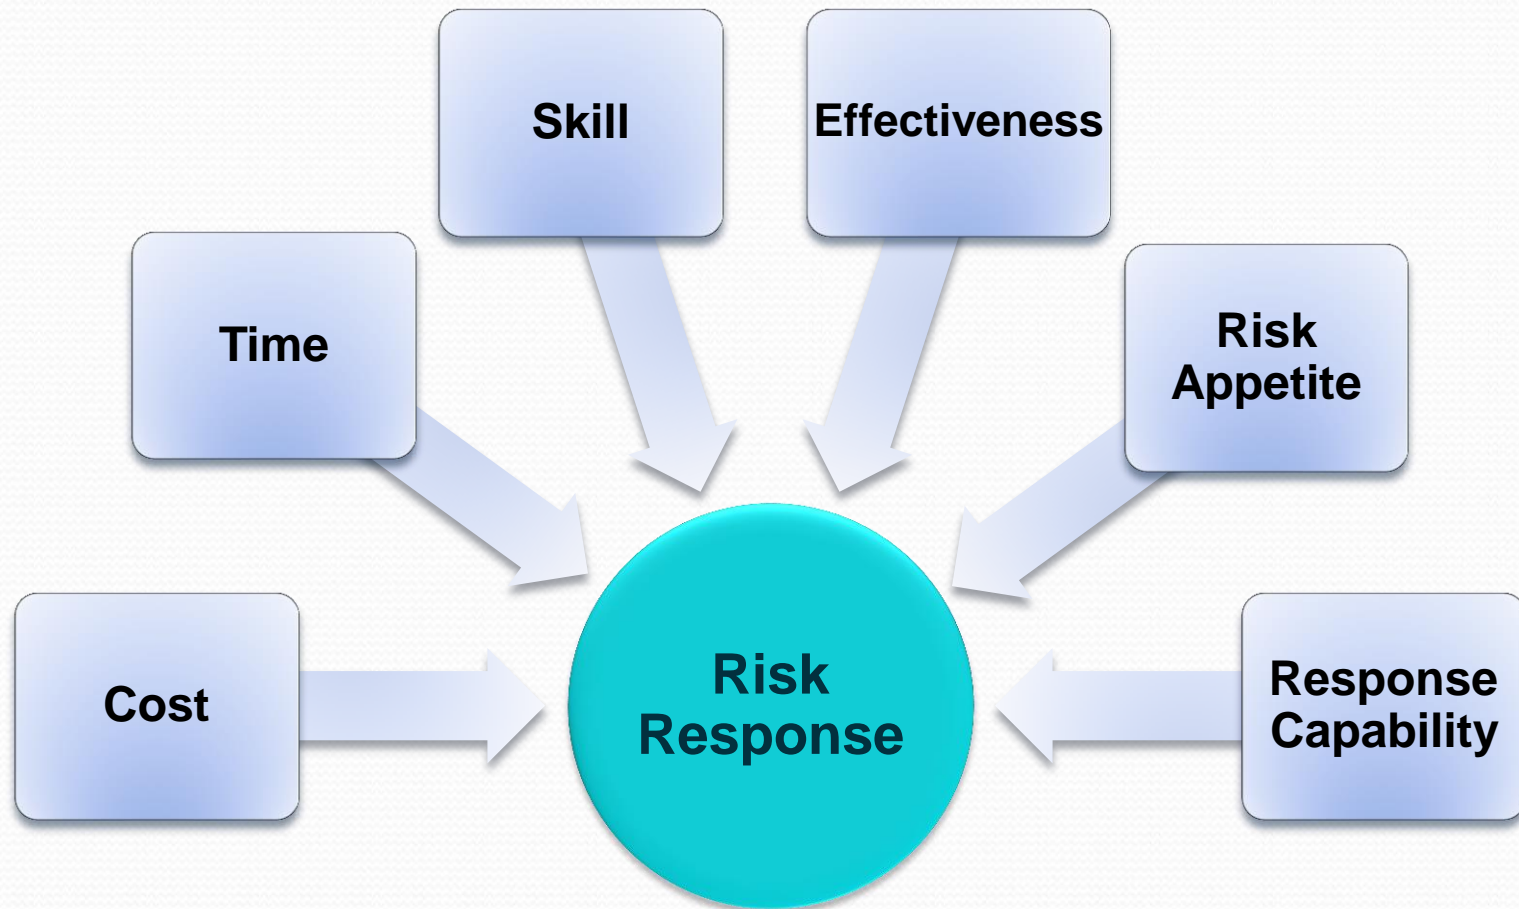 Skill
Effectiveness
Time
Risk
Appetite
Cost
Risk
Response
Response
Capability